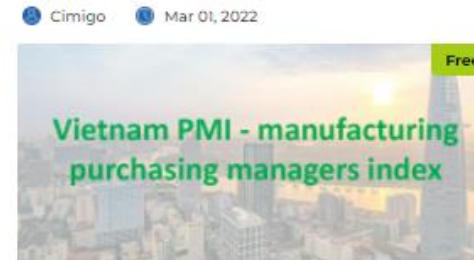 Cimigo Mar 01, 2022
Free
Vietnam PMI - manufacturing
purchasing managers index